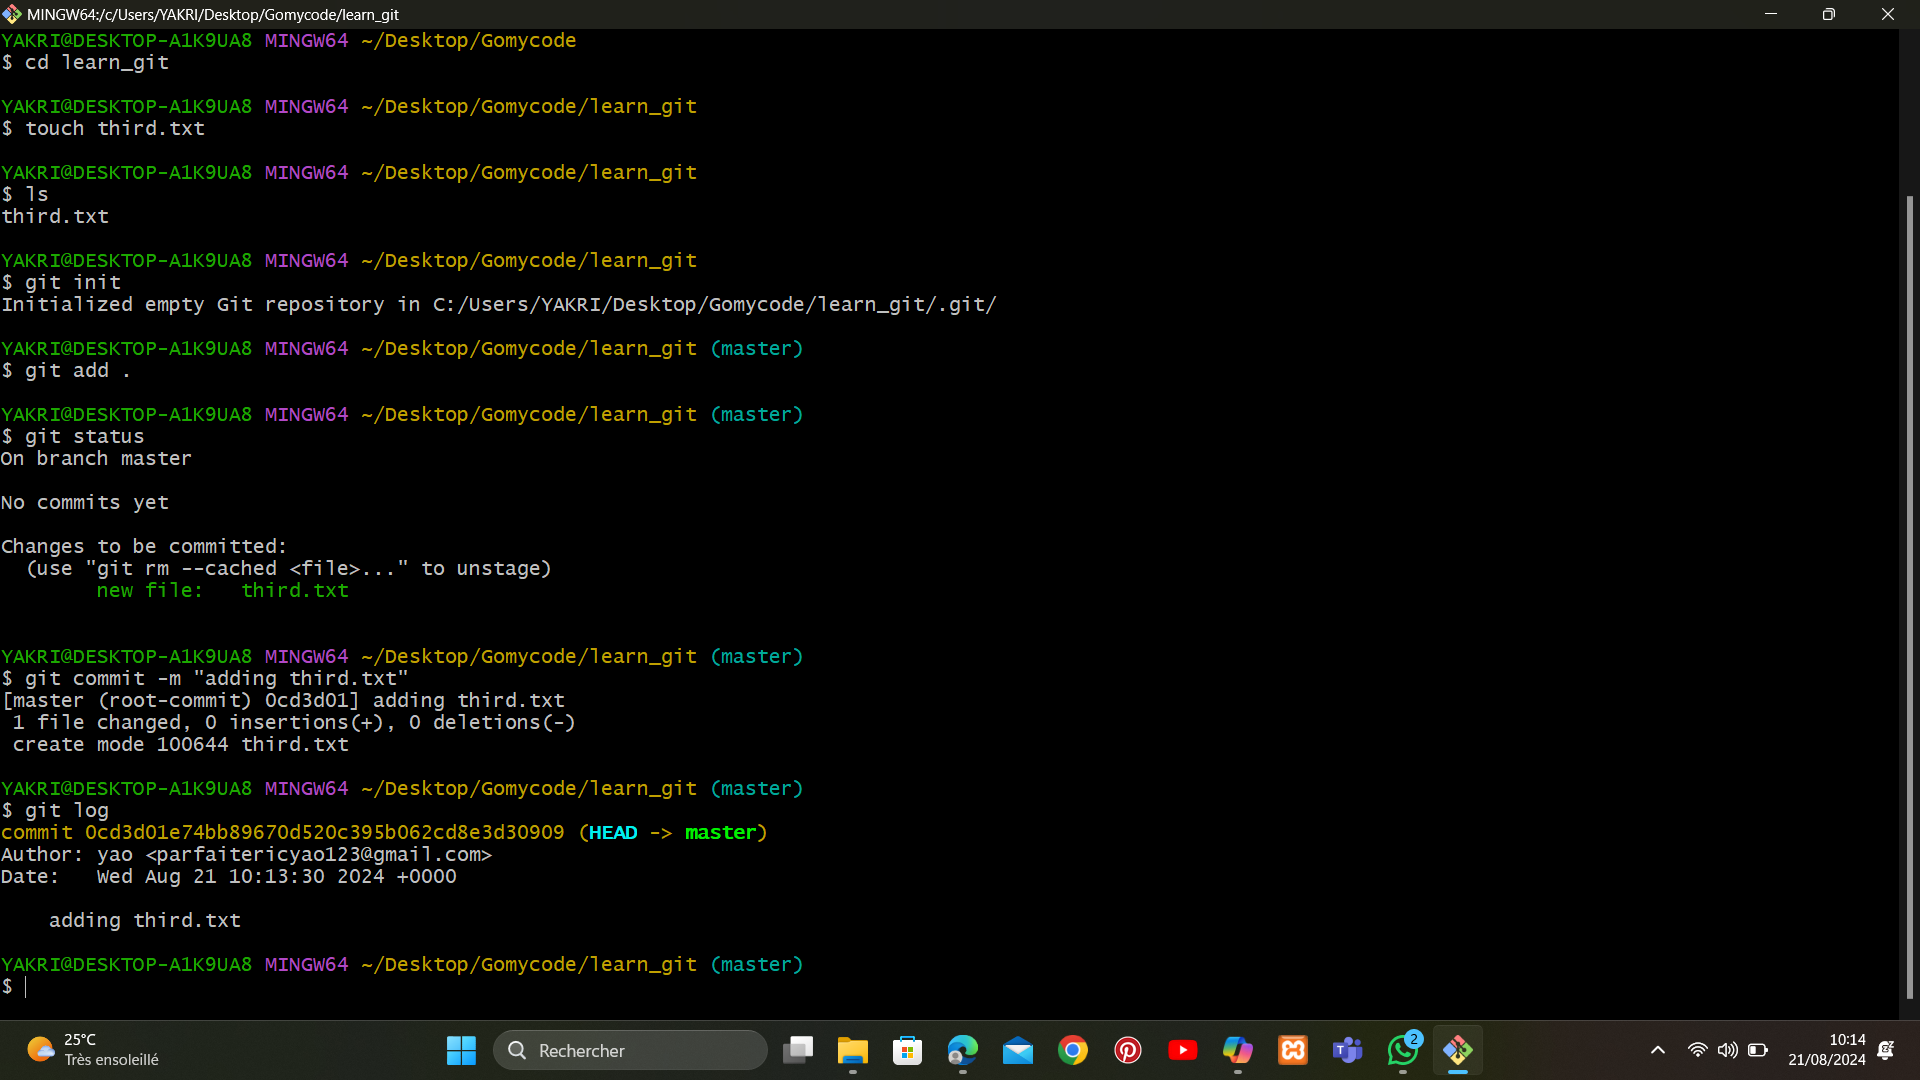 MINGW64:/c/Users/YAKRI/Desktop/Gomycode/learn_git
YAKRI@DESKTOP-A1K9UA8 MINGW64 ~/Desktop/Gomycode
$ cd learn_git
YAKRI@DESKTOP-A1K9UA8 MINGW64 ~/Desktop/Gomycode/learn_git
$ touch third.txt
YAKRI@DESKTOP-A1K9UA8 MINGW64 ~/Desktop/Gomycode/learn_git
$ ls
third.txt
YAKRI@DESKTOP-A1K9UA8 MINGW64 ~/Desktop/Gomycode/learn_git
$ git init
Initialized empty Git repository in C:/Users/YAKRI/Desktop/Gomycode/learn_git/.git/
YAKRI@DESKTOP-A1K9UA8 MINGW64 ~/Desktop/Gomycode/learn_git (master)
$ git add .
YAKRI@DESKTOP-A1K9UA8 MINGW64 ~/Desktop/Gomycode/learn_git (master)
$ git status
On branch master
No commits yet
Changes to be committed:
  (use "git rm --cached <file>..." to unstage)
        new file:   third.txt
YAKRI@DESKTOP-A1K9UA8 MINGW64 ~/Desktop/Gomycode/learn_git (master)
$ git commit -m "adding third.txt"
[master (root-commit) 0cd3d01] adding third.txt
 1 file changed, 0 insertions(+), 0 deletions(-)
 create mode 100644 third.txt
YAKRI@DESKTOP-A1K9UA8 MINGW64 ~/Desktop/Gomycode/learn_git (master)
$ git log
commit 0cd3d01e74bb89670d520c395b062cd8e3d30909 (HEAD -> master)
Author: yao <parfaitericyao123@gmail.com>
Date:   Wed Aug 21 10:13:30 2024 +0000
    adding third.txt
YAKRI@DESKTOP-A1K9UA8 MINGW64 ~/Desktop/Gomycode/learn_git (master)
$
25°C
Très ensoleillé
Rechercher
2
10:14
21/08/2024